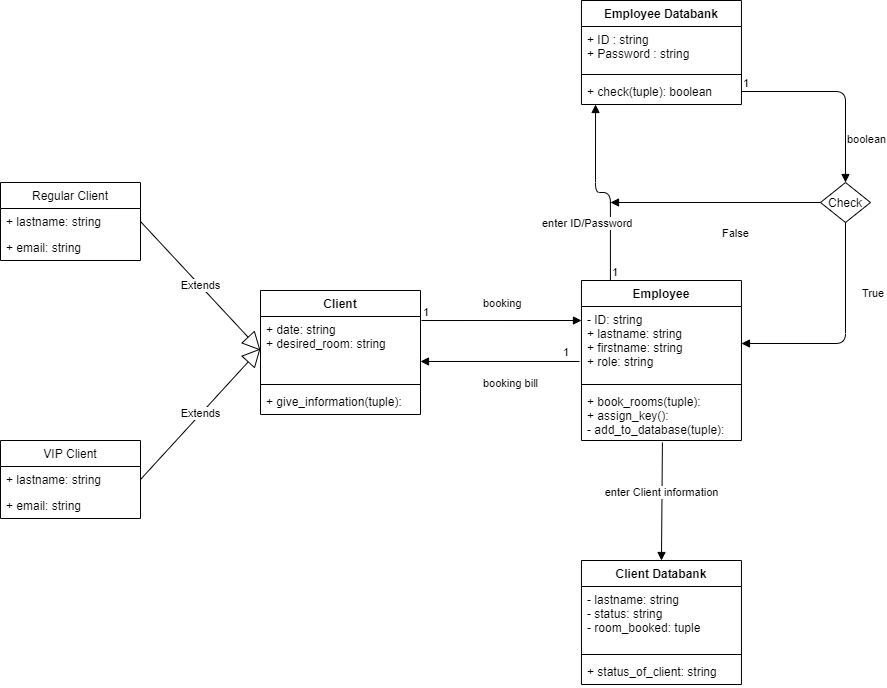 Employee Databank
+ ID : string
+ Password : string
+ check(tuple): boolean
1
boolean
Check
False
True
enter ID/Password
1
Regular Client
+ lastname: string
+ email: string
Extends
Client
+ date: string
+ desired_room: string
+ give_information(tuple):
1
booking
1
booking bill
Employee
- ID: string
+ lastname: string
+ firstname: string
+ role: string
+ book_rooms(tuple):
+ assign_key():
- add_to_database(tuple):
Extends
VIP Client
+ lastname: string
+ email: string
enter Client information
Client Databank
- lastname: string
- status: string
- room_booked: tuple
+ status_of_client: string